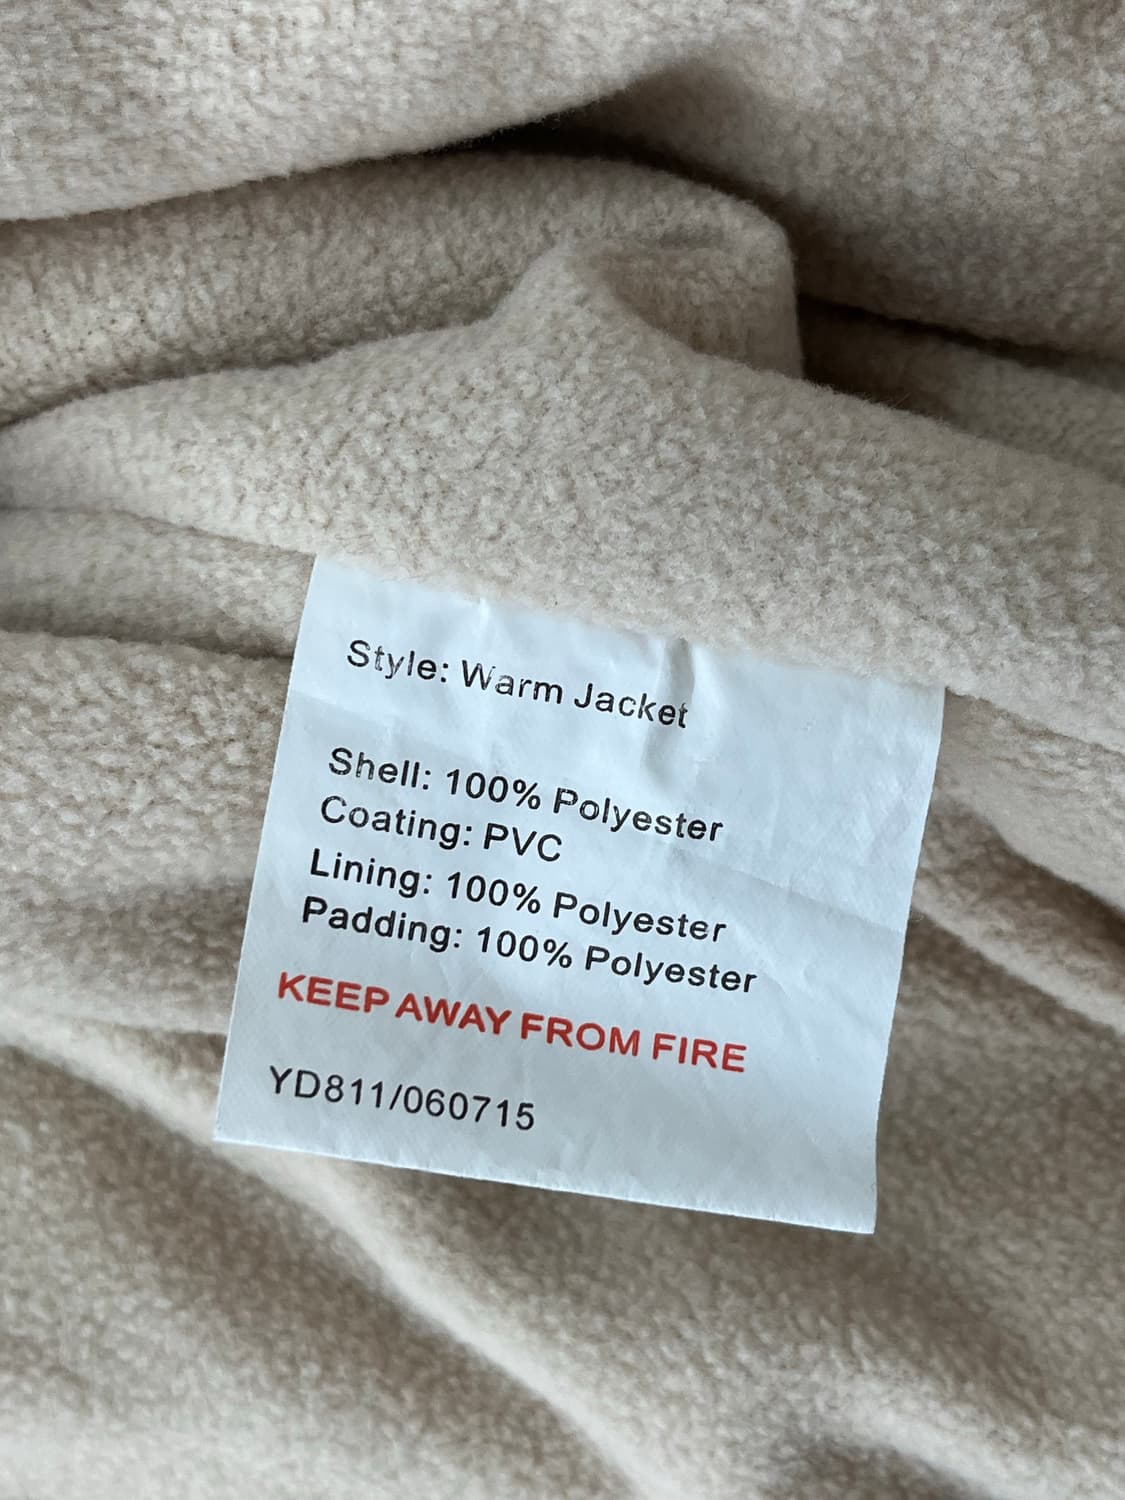 Style: Warm Jacket
Shell: 100% Polyester
Coating: PVC
Lining: 100% Polyester
Padding: 100% Polyester
KEEP AWAY FROM FIRE
YD811/060715